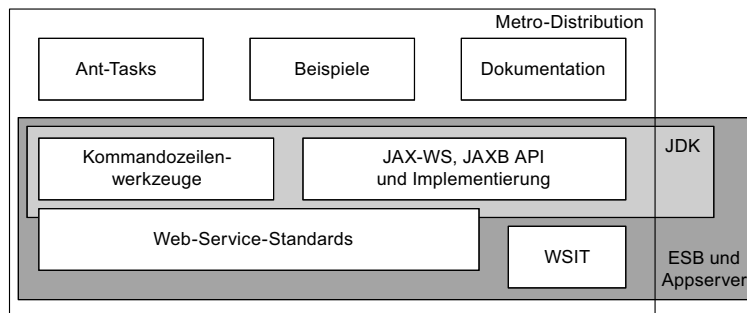 Metro-Distribution
Ant-Tasks
Beispiele
Dokumentation
JDK
Kommandozeilen-
werkzeuge
JAX-WS, JAXB API
und Implementierung
Web-Service-Standards
WSIT
ESB und
Appserver